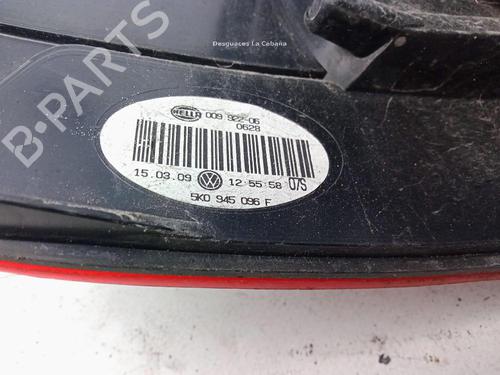 Desguaces La Cabaña
B-PARTS
HELLA 009 922-06
0628
15.03.09 12:55:58 07S
5K0 945 096 F